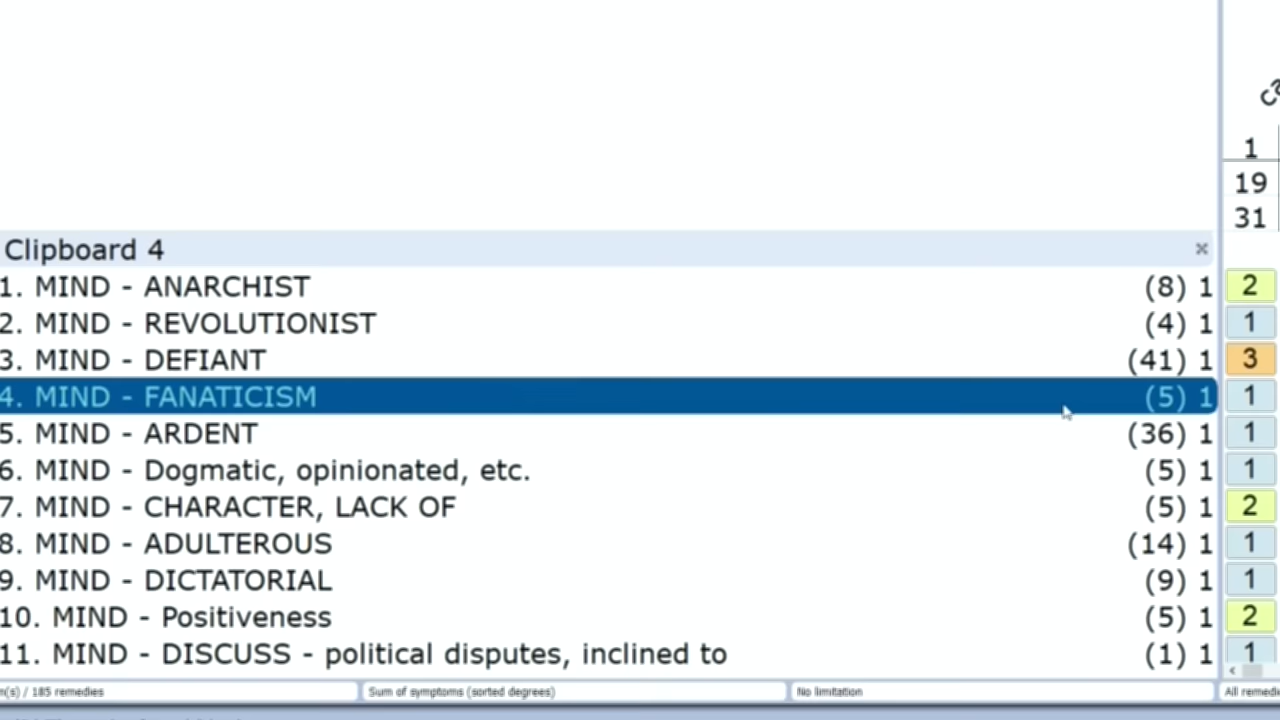 1
19
31
Clipboard 4 ×
1. MIND - ANARCHIST (8) 1 2
2. MIND - REVOLUTIONIST (4) 1 1
3. MIND - DEFIANT (41) 1 3
4. MIND - FANATICISM (5) 1 1
5. MIND - ARDENT (36) 1 1
6. MIND - Dogmatic, opinionated, etc. (5) 1 1
7. MIND - CHARACTER, LACK OF (5) 1 2
8. MIND - ADULTEROUS (14) 1 1
9. MIND - DICTATORIAL (9) 1 1
10. MIND - Positiveness (5) 1 2
11. MIND - DISCUSS - political disputes, inclined to (1) 1 1
/ 185 remedies Sum of symptoms (sorted degrees) No limitation All